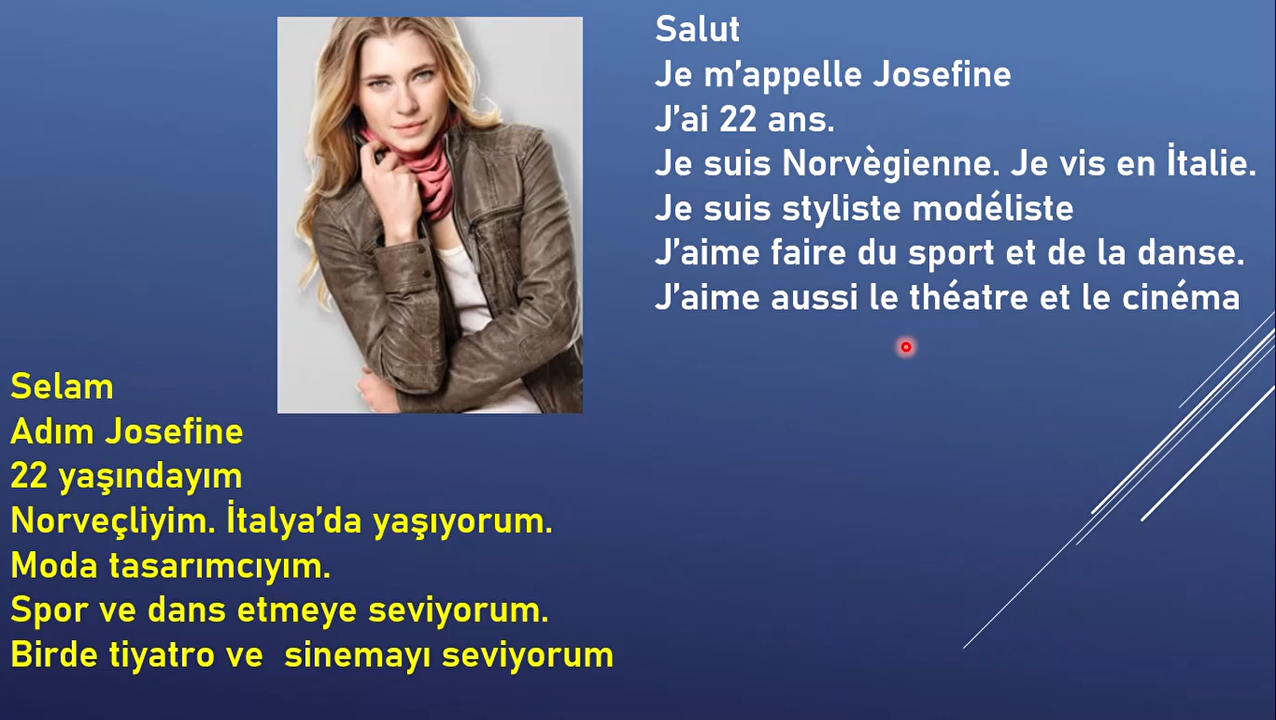 Salut
Je m’appelle Josefine
J’ai 22 ans.
Je suis Norvègienne. Je vis en İtalie.
Je suis styliste modéliste
J’aime faire du sport et de la danse.
J’aime aussi le théatre et le cinéma
Selam
Adım Josefine
22 yaşındayım
Norveçliyim. İtalya’da yaşıyorum.
Moda tasarımcıyım.
Spor ve dans etmeye seviyorum.
Birde tiyatro ve  sinemayı seviyorum